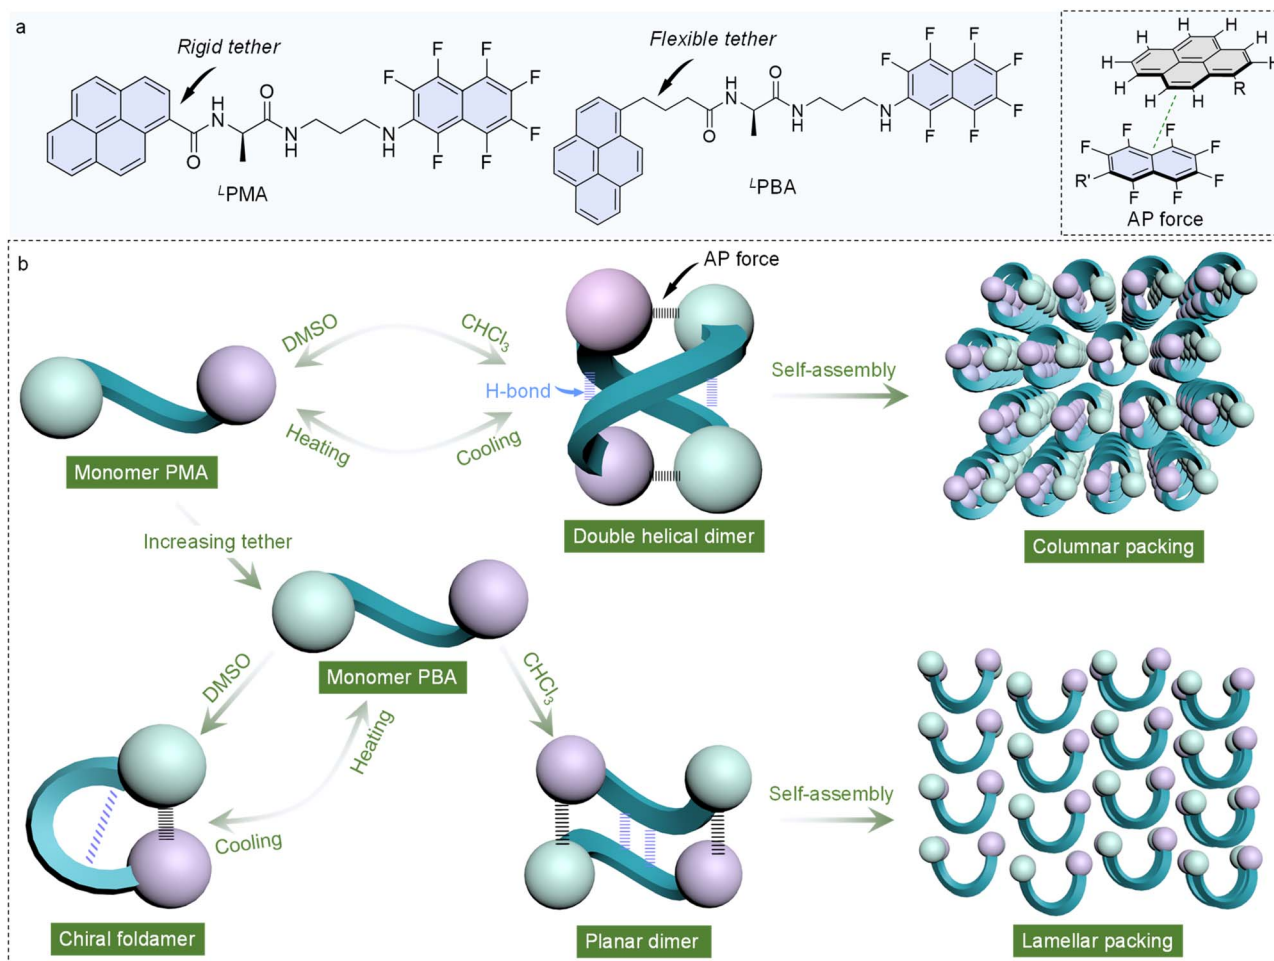 a
Rigid tether
Flexible tether
H H H
H H
H H
H H R
F F F F
F F F
H N O
O N H N H
F F F
LPMA
F F F F
F F F
H N O
O N H N H
F F F
LPBA
F F F F
R' F
F F
AP force
b
AP force
DMSO
CHCl3
H-bond
Heating
Cooling
Self-assembly
Monomer PMA
Double helical dimer
Columnar packing
Increasing tether
Monomer PBA
DMSO
CHCl3
Heating
Cooling
Self-assembly
Chiral foldamer
Planar dimer
Lamellar packing